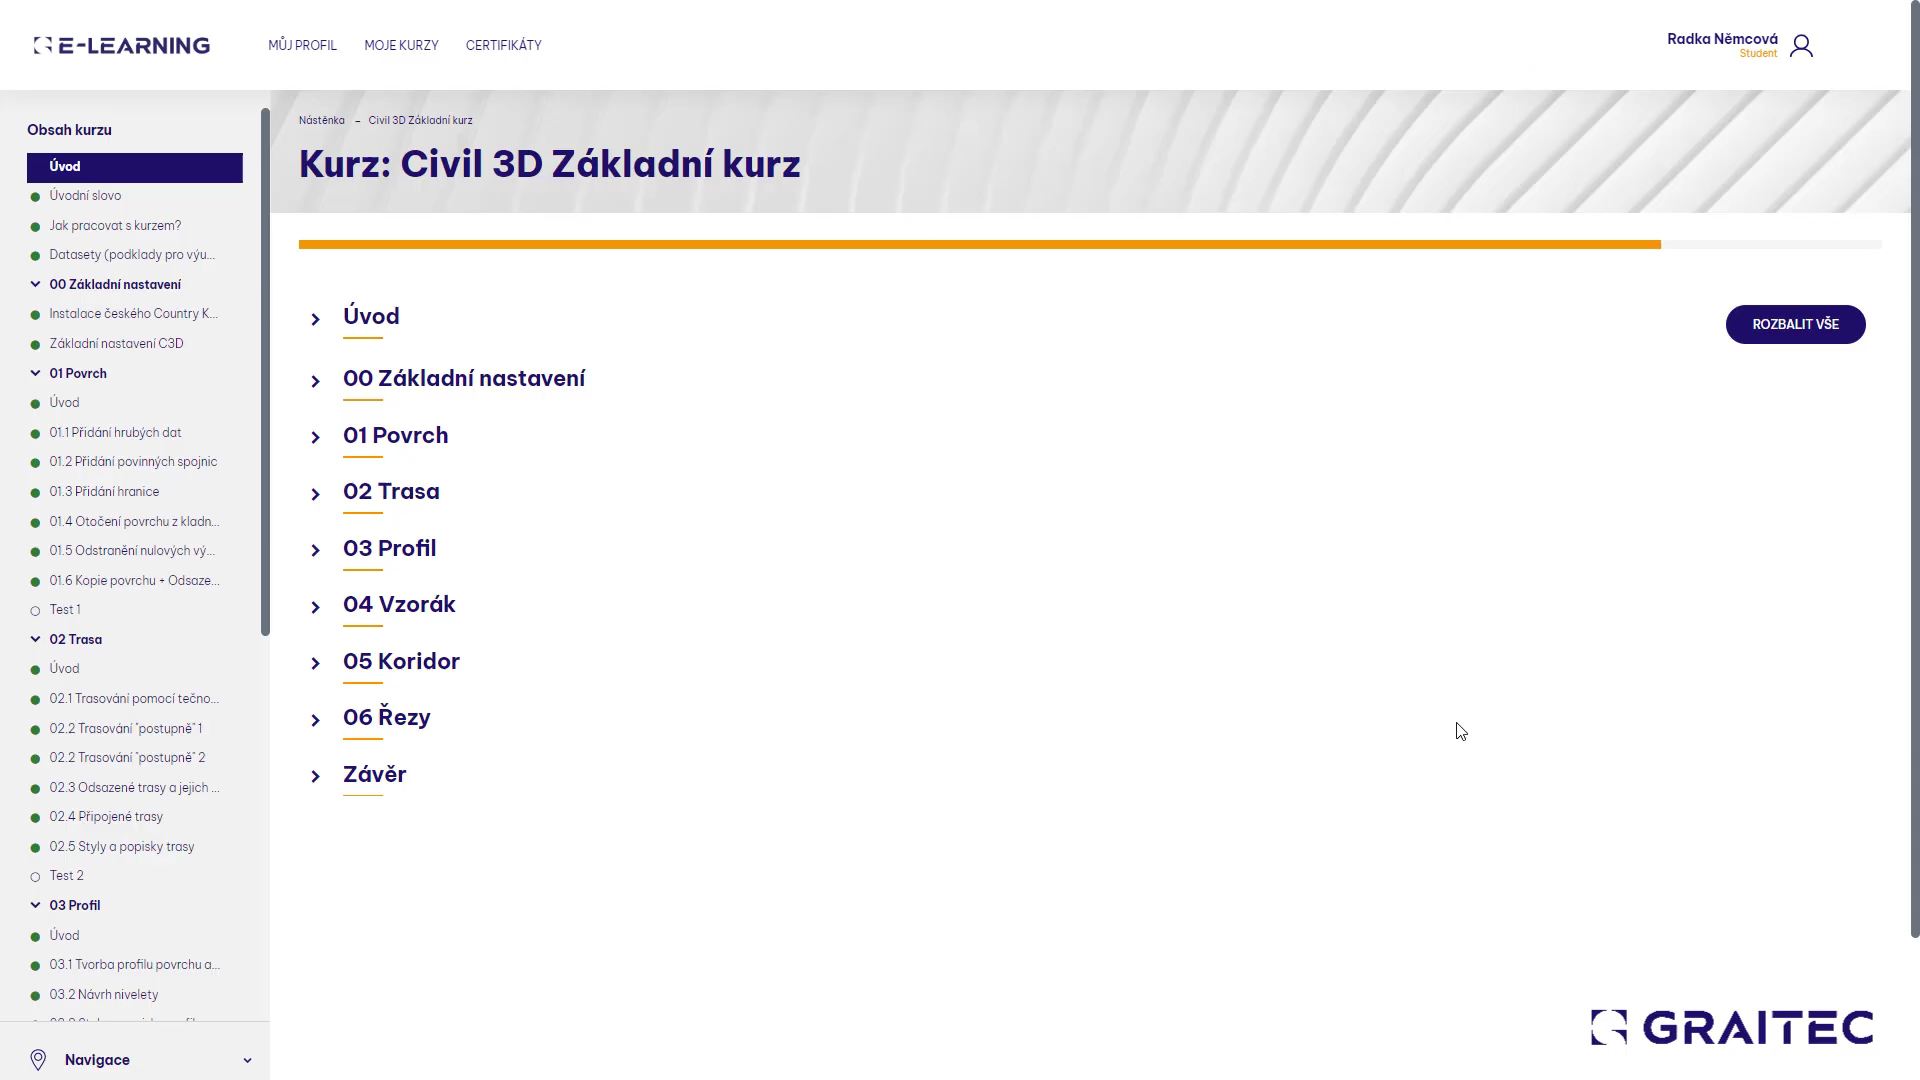 E-LEARNING
MŮJ PROFIL
MOJE KURZY
CERTIFIKÁTY
Radka Němcová
Student
Obsah kurzu
Úvod
Úvodní slovo
Jak pracovat s kurzem?
Datasety (podklady pro výu...
00 Základní nastavení
Instalace českého Country K...
Základní nastavení C3D
01 Povrch
Úvod
01.1 Přidání hrubých dat
01.2 Přidání povinných spojnic
01.3 Přidání hranice
01.4 Otočení povrchu z kladn...
01.5 Odstranění nulových vý...
01.6 Kopie povrchu + Odsaze...
Test 1
02 Trasa
Úvod
02.1 Trasování pomocí tečno...
02.2 Trasování "postupně" 1
02.2 Trasování "postupně" 2
02.3 Odsazené trasy a jejich ...
02.4 Připojené trasy
02.5 Styly a popisky trasy
Test 2
03 Profil
Úvod
03.1 Tvorba profilu povrchu a...
03.2 Návrh nivelety
Navigace
Nástěnka – Civil 3D Základní kurz
Kurz: Civil 3D Základní kurz
Úvod
ROZBALIT VŠE
00 Základní nastavení
01 Povrch
02 Trasa
03 Profil
04 Vzorák
05 Koridor
06 Řezy
Závěr
GRAITEC